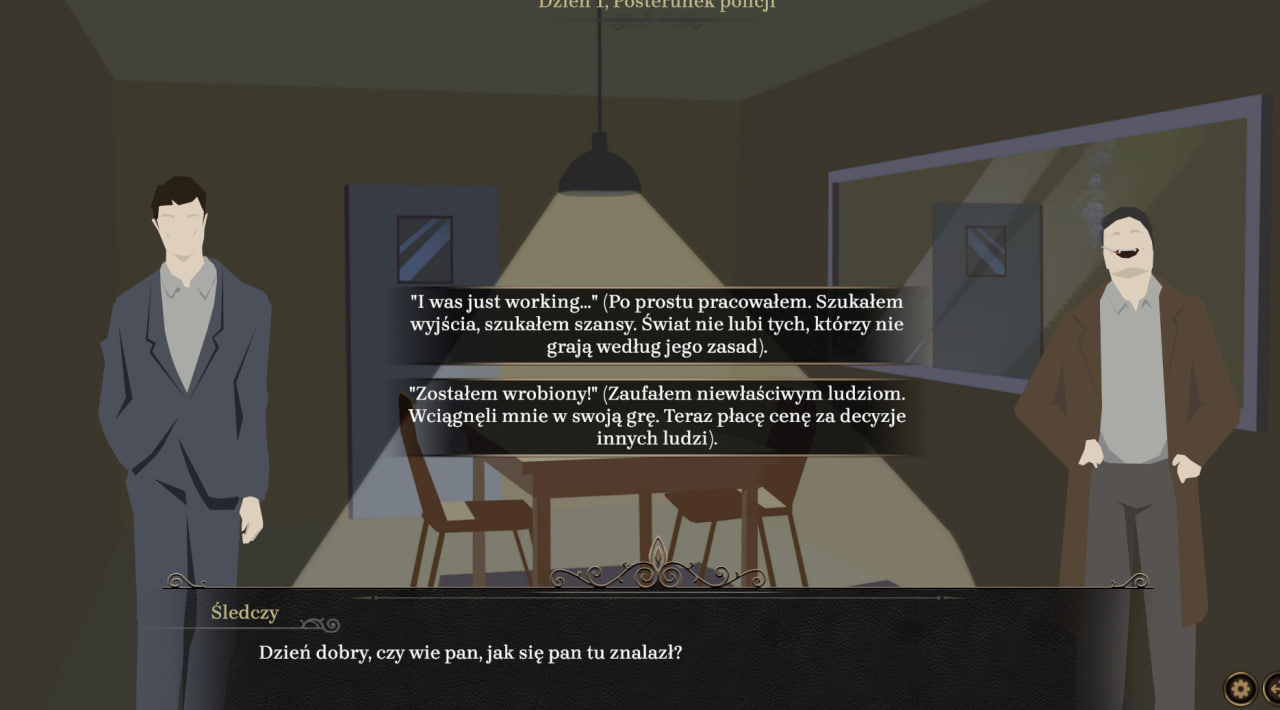 Dzień 1, Posterunek policji
"I was just working..." (Po prostu pracowałem. Szukałem
wyjścia, szukałem szansy. Świat nie lubi tych, którzy nie
grają według jego zasad).
"Zostałem wrobiony!" (Zaufałem niewłaściwym ludziom.
Wciągnęli mnie w swoją grę. Teraz płacę cenę za decyzje
innych ludzi).
Śledczy
Dzień dobry, czy wie pan, jak się pan tu znalazł?